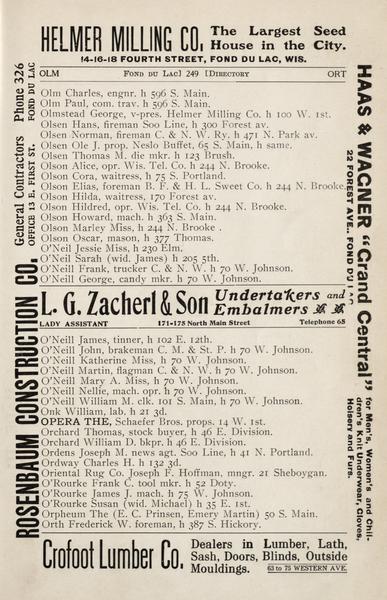 HELMER MILLING CO. The Largest Seed House in the City.
14-16-18 FOURTH STREET, FOND DU LAC, WIS.
OLM FOND DU LAC] 249 [DIRECTORY ORT
Olm Charles, engnr. h 596 S. Main.
Olm Paul, com. trav. h 596 S. Main.
Olmstead George, v-pres. Helmer Milling Co. h 100 W. 1st.
Olsen Hans, fireman Soo Line, h 300 Forest av.
Olsen Norman, fireman C. & N. W. Ry. h 471 N. Park av.
Olsen Ole J. prop. Neslo Buffet, 65 S. Main, h same.
Olsen Thomas M. die mkr. h 123 Brush.
Olson Alice, opr. Wis. Tel. Co. h 244 N. Brooke.
Olson Cora, waitress, h 75 S. Portland.
Olson Elias, foreman B. F. & H. L. Sweet Co. h 244 N. Brooke.
Olson Hilda, waitress, 170 Forest av.
Olson Hildred, opr. Wis. Tel. Co. h 244 N. Brooke.
Olson Howard, mach. h 363 S. Main.
Olson Marley Miss, h 244 N. Brooke .
Olson Oscar, mason, h 377 Thomas.
O'Neil Jessie Miss, h 230 Elm.
O'Neil Sarah (wid. James) h 205 5th.
O'Neill Frank, trucker C. & N. W. h 70 W. Johnson.
O'Neill George, candy mkr. h 70 W. Johnson.
L. G. Zacherl & Son Undertakers and Embalmers
LADY ASSISTANT 171-175 North Main Street Telephone 65
O'Neill James, tinner, h 102 E. 12th.
O'Neill John, brakeman C. M. & St. P. h 70 W. Johnson.
O'Neill Katherine Miss, h 70 W. Johnson.
O'Neill Martin, flagman C. & N. W. h 70 W. Johnson.
O'Neill Mary A. Miss, h 70 W. Johnson.
O'Neill Nellie, mach. opr. h 70 W. Johnson.
O'Neill William M. clk. 101 S. Main, h 70 W. Johnson.
Onk William, lab. h 21 3d.
OPERA THE, Schaefer Bros. props. 14 W. 1st.
Orchard Thomas, stock buyer, h 46 E. Division.
Orchard William D. bkpr. h 46 E. Division.
Ordens Joseph M. news agt. Soo Line, h 41 N. Portland.
Ordway Charles H. h 132 3d.
Oriental Rug Co. Joseph F. Hoffman, mngr. 21 Sheboygan.
O'Rourke Frank C. tool mkr. h 52 Doty.
O'Rourke James J. mach. h 75 W. Johnson.
O'Rourke Susan (wid. Michael) h 35 E. 1st.
Orpheum The (E. C. Prinsen, Emery Martin) 50 S. Main.
Orth Frederick W. foreman, h 387 S. Hickory.
Crofoot Lumber Co. Dealers in Lumber, Lath,
Sash, Doors, Blinds, Outside
Mouldings. 63 to 75 WESTERN AVE.
ROSENBAUM CONSTRUCTION CO. General Contractors Phone 326
OFFICE 13 E. FIRST ST. FOND DU LAC
HAAS & WAGNER "Grand Central" for Men's, Women's and Children's Knit Underwear, Gloves, Hoisery and Furs.
22 FOREST AVE., FOND DU